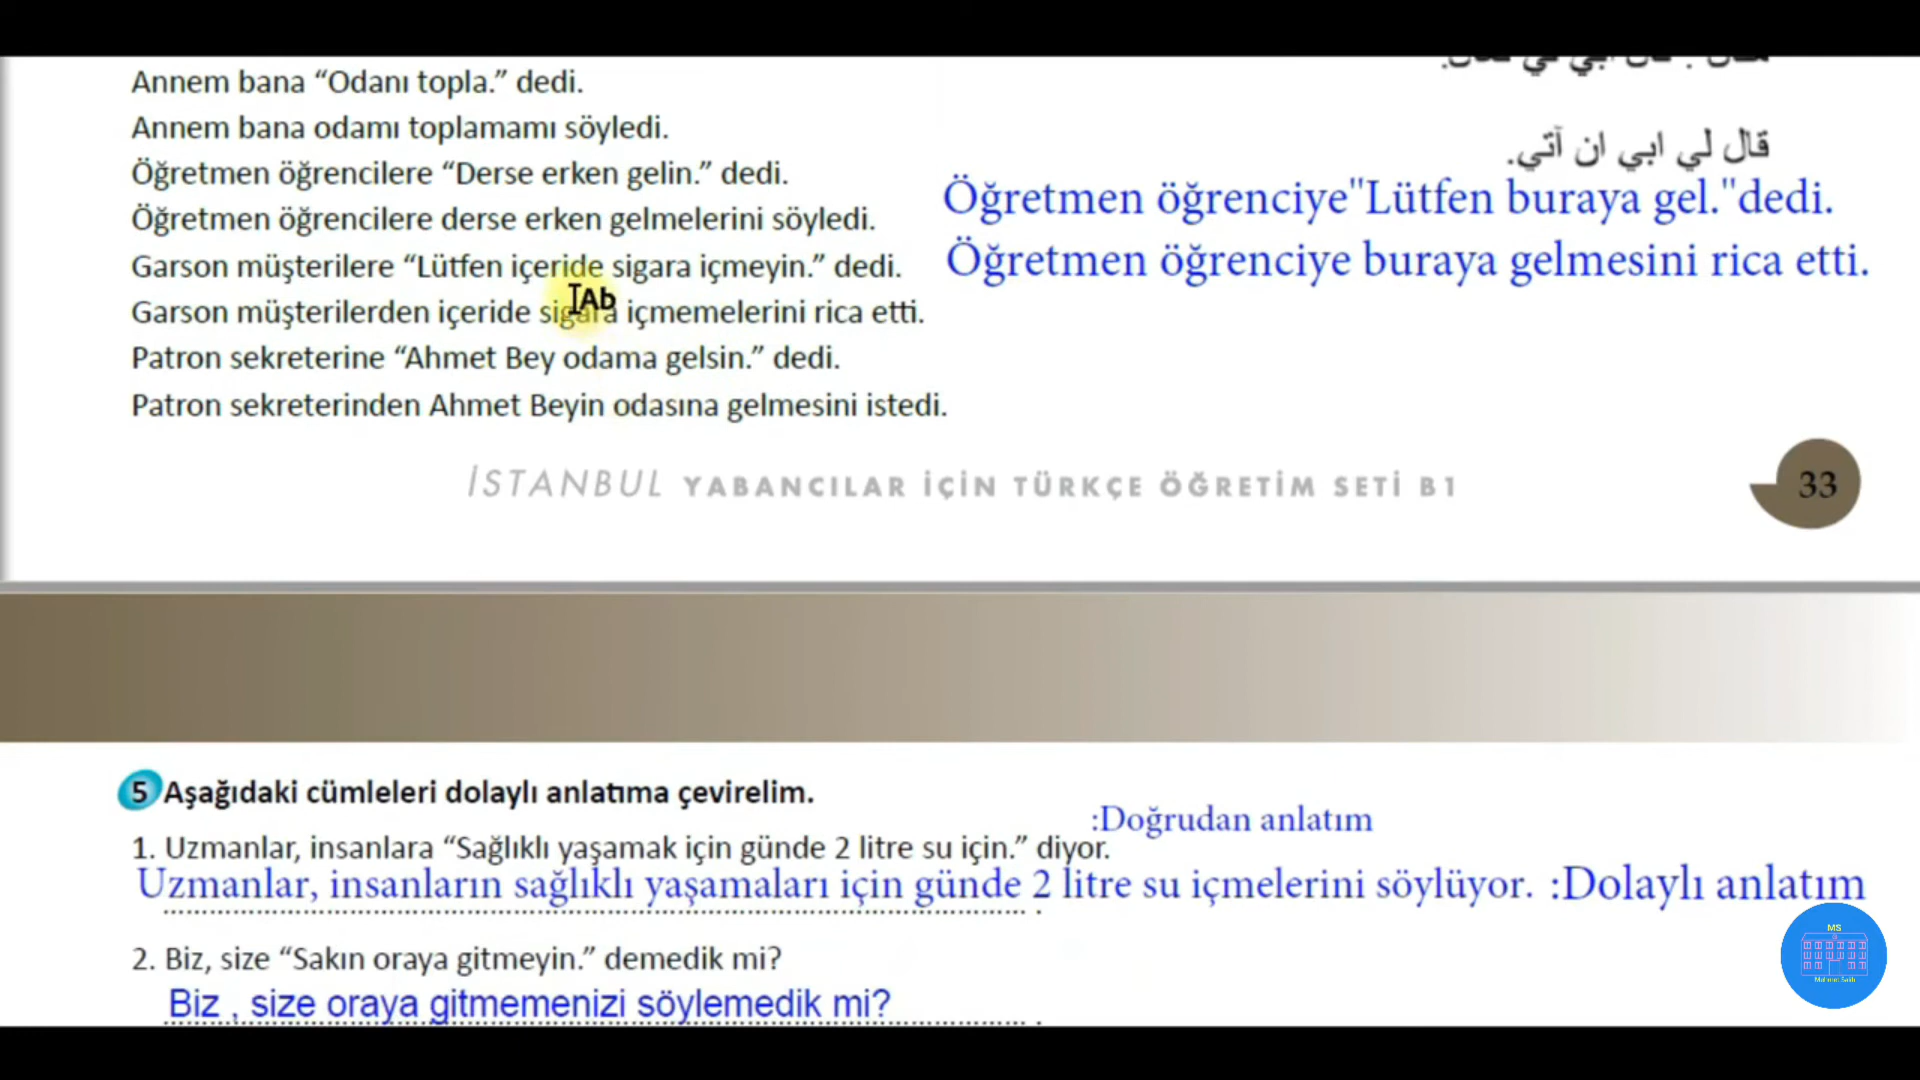 Annem bana “Odanı topla.” dedi.
Annem bana odamı toplamamı söyledi.
Öğretmen öğrencilere “Derse erken gelin.” dedi.
Öğretmen öğrencilere derse erken gelmelerini söyledi.
Garson müşterilere “Lütfen içeride sigara içmeyin.” dedi.
Garson müşterilerden içeride sigara içmemelerini rica etti.
Patron sekreterine “Ahmet Bey odama gelsin.” dedi.
Patron sekreterinden Ahmet Beyin odasına gelmesini istedi.
قال لي ابي ان آتي.
Öğretmen öğrenciye"Lütfen buraya gel."dedi.
Öğretmen öğrenciye buraya gelmesini rica etti.
Ab
İSTANBUL YABANCILAR İÇİN TÜRKÇE ÖĞRETİM SETİ B1
33
5 Aşağıdaki cümleleri dolaylı anlatıma çevirelim.
:Doğrudan anlatım
1. Uzmanlar, insanlara “Sağlıklı yaşamak için günde 2 litre su için.” diyor.
Uzmanlar, insanların sağlıklı yaşamaları için günde 2 litre su içmelerini söylüyor. :Dolaylı anlatım
2. Biz, size “Sakın oraya gitmeyin.” demedik mi?
Biz , size oraya gitmemenizi söylemedik mi?
MS